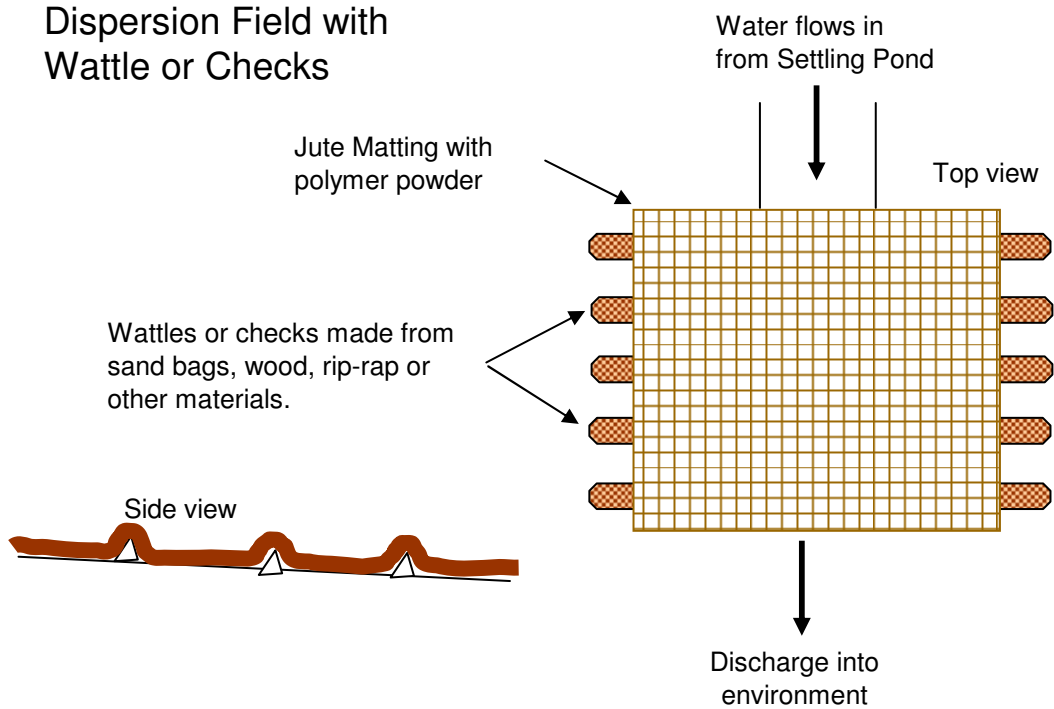 Dispersion Field with
Wattle or Checks
Water flows in
from Settling Pond
Jute Matting with
polymer powder
Top view
Wattles or checks made from
sand bags, wood, rip-rap or
other materials.
Side view
Discharge into
environment